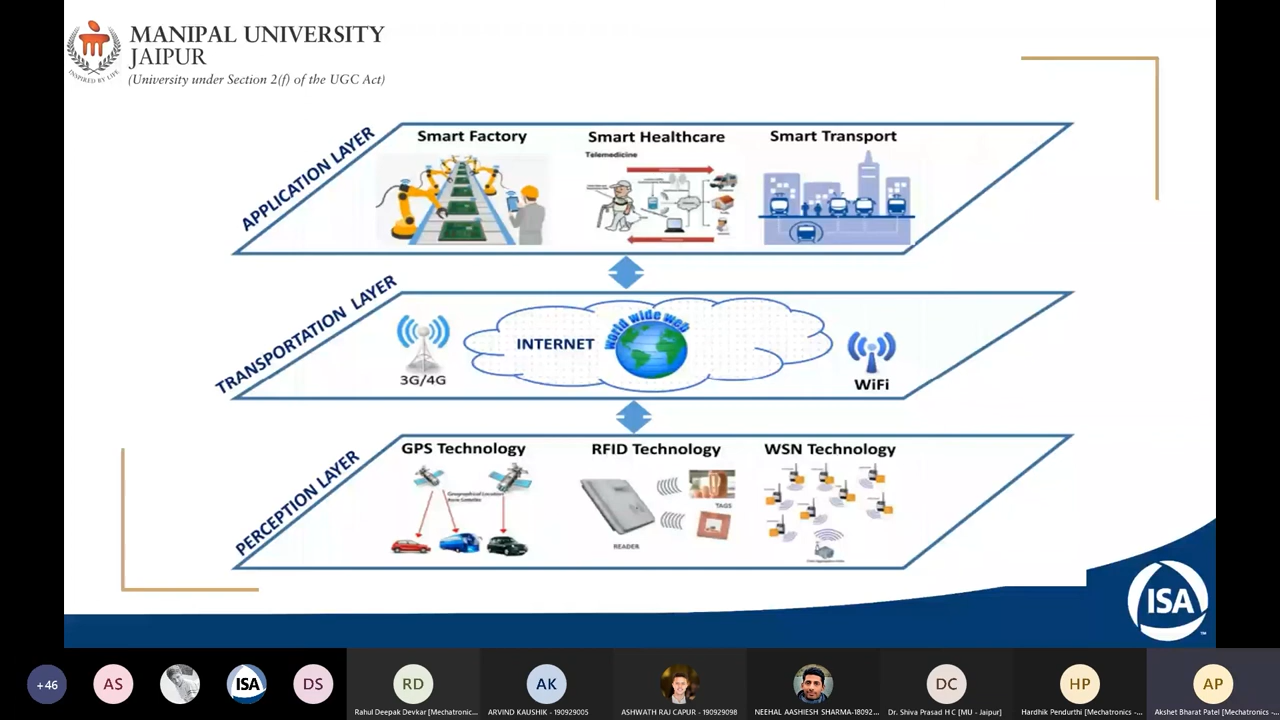 MANIPAL UNIVERSITY
JAIPUR
(University under Section 2(f) of the UGC Act)
APPLICATION LAYER
Smart Factory
Smart Healthcare
Smart Transport
Telemedicine
TRANSPORTATION LAYER
3G/4G
INTERNET
world wide web
WiFi
PERCEPTION LAYER
GPS Technology
RFID Technology
WSN Technology
Geographical Location
from Satellites
TAGS
READER
ISA
+46
AS
ISA
DS
RD
AK
DC
HP
AP
Rahul Deepak Devkar [Mechatronic...
ARVIND KAUSHIK - 190929005
ASHWATH RAJ CAPUR - 190929098
NEEHAL AASHIESH SHARMA-18092...
Dr. Shiva Prasad H C [MU - Jaipur]
Hardhik Pendurthi [Mechatronics -...
Akshet Bharat Patel [Mechatronics -...